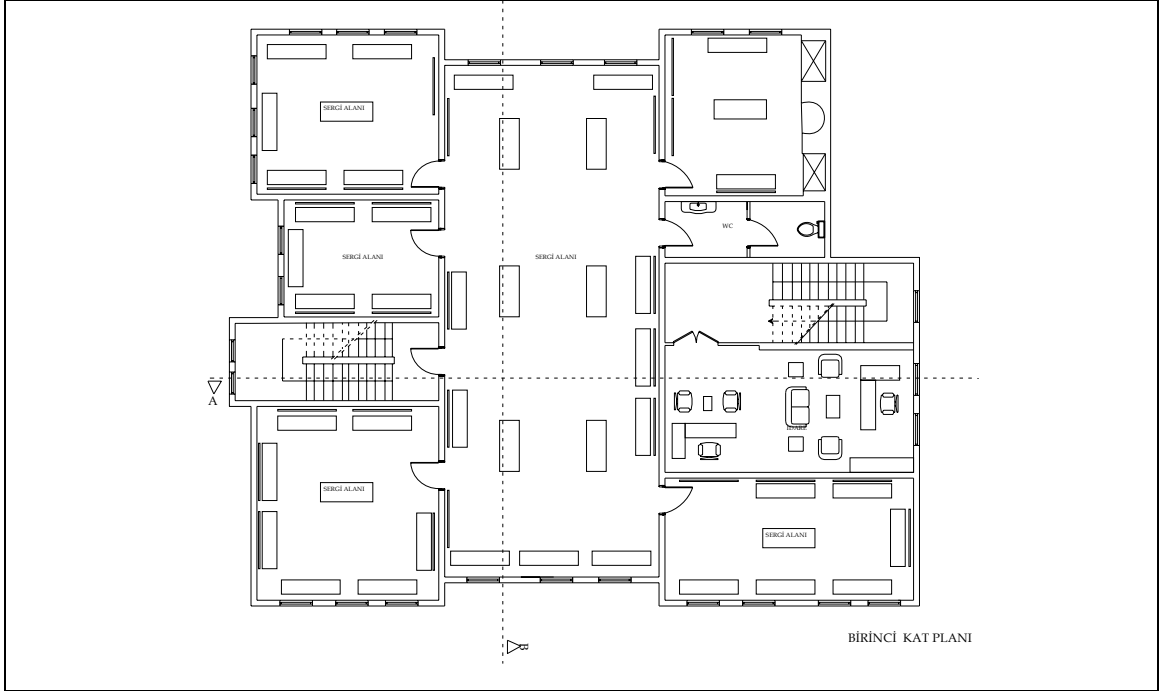 SERGİ ALANI
WC
SERGİ ALANI
SERGİ ALANI
A
İDARE
SERGİ ALANI
SERGİ ALANI
BİRİNCİ KAT PLANI
B